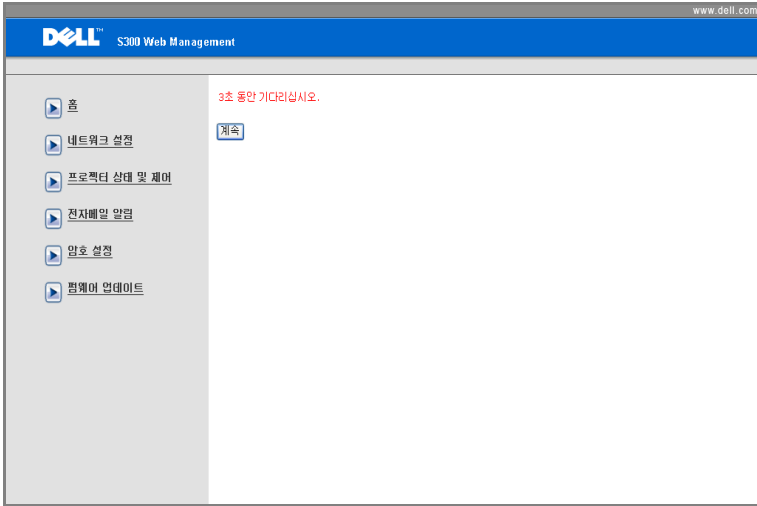 www.dell.com
DELL™ S300 Web Management
홈
네트워크 설정
프로젝터 상태 및 제어
전자메일 알림
암호 설정
펌웨어 업데이트
3초 동안 기다리십시오.
계속